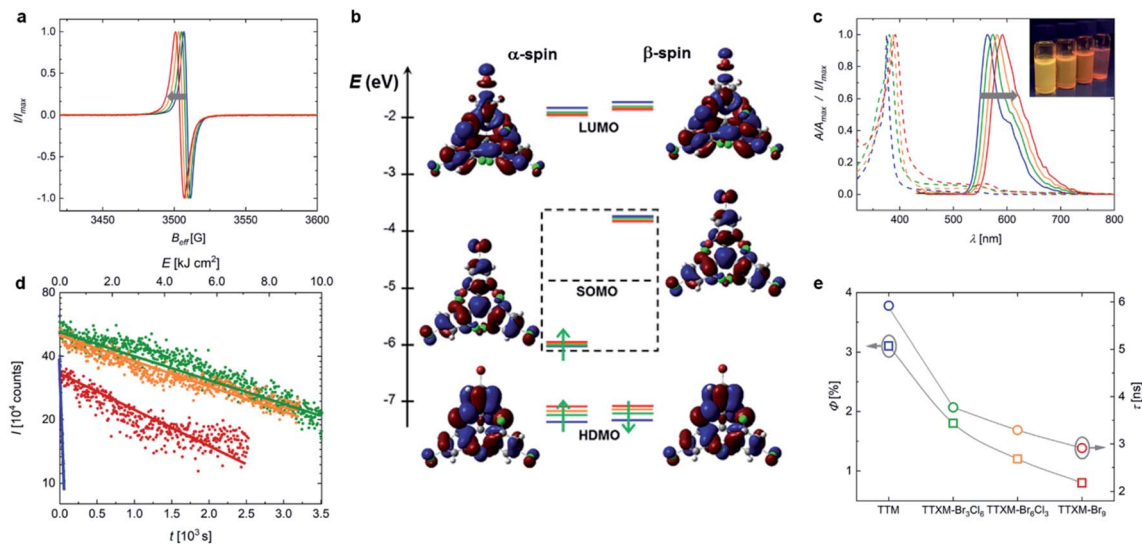 a
1.0
0.5
0.0
-0.5
-1.0
I/Imax
3450
3500
3550
3600
Beff [G]
b
α-spin
β-spin
E (eV)
-2
-3
-4
-5
-6
-7
LUMO
SOMO
HDMO
c
1.0
0.8
0.6
0.4
0.2
0.0
A/Amax / I/Imax
400
500
600
700
800
λ [nm]
E [kJ cm²]
d
0.0
2.0
4.0
6.0
8.0
10.0
80
40
20
10
I [10⁴ counts]
0.0
0.5
1.0
1.5
2.0
2.5
3.0
3.5
t [10³ s]
e
4
3
2
1
Φ [%]
6
5
4
3
2
τ [ns]
TTM
TTXM-Br₃Cl₆
TTXM-Br₆Cl₃
TTXM-Br₉